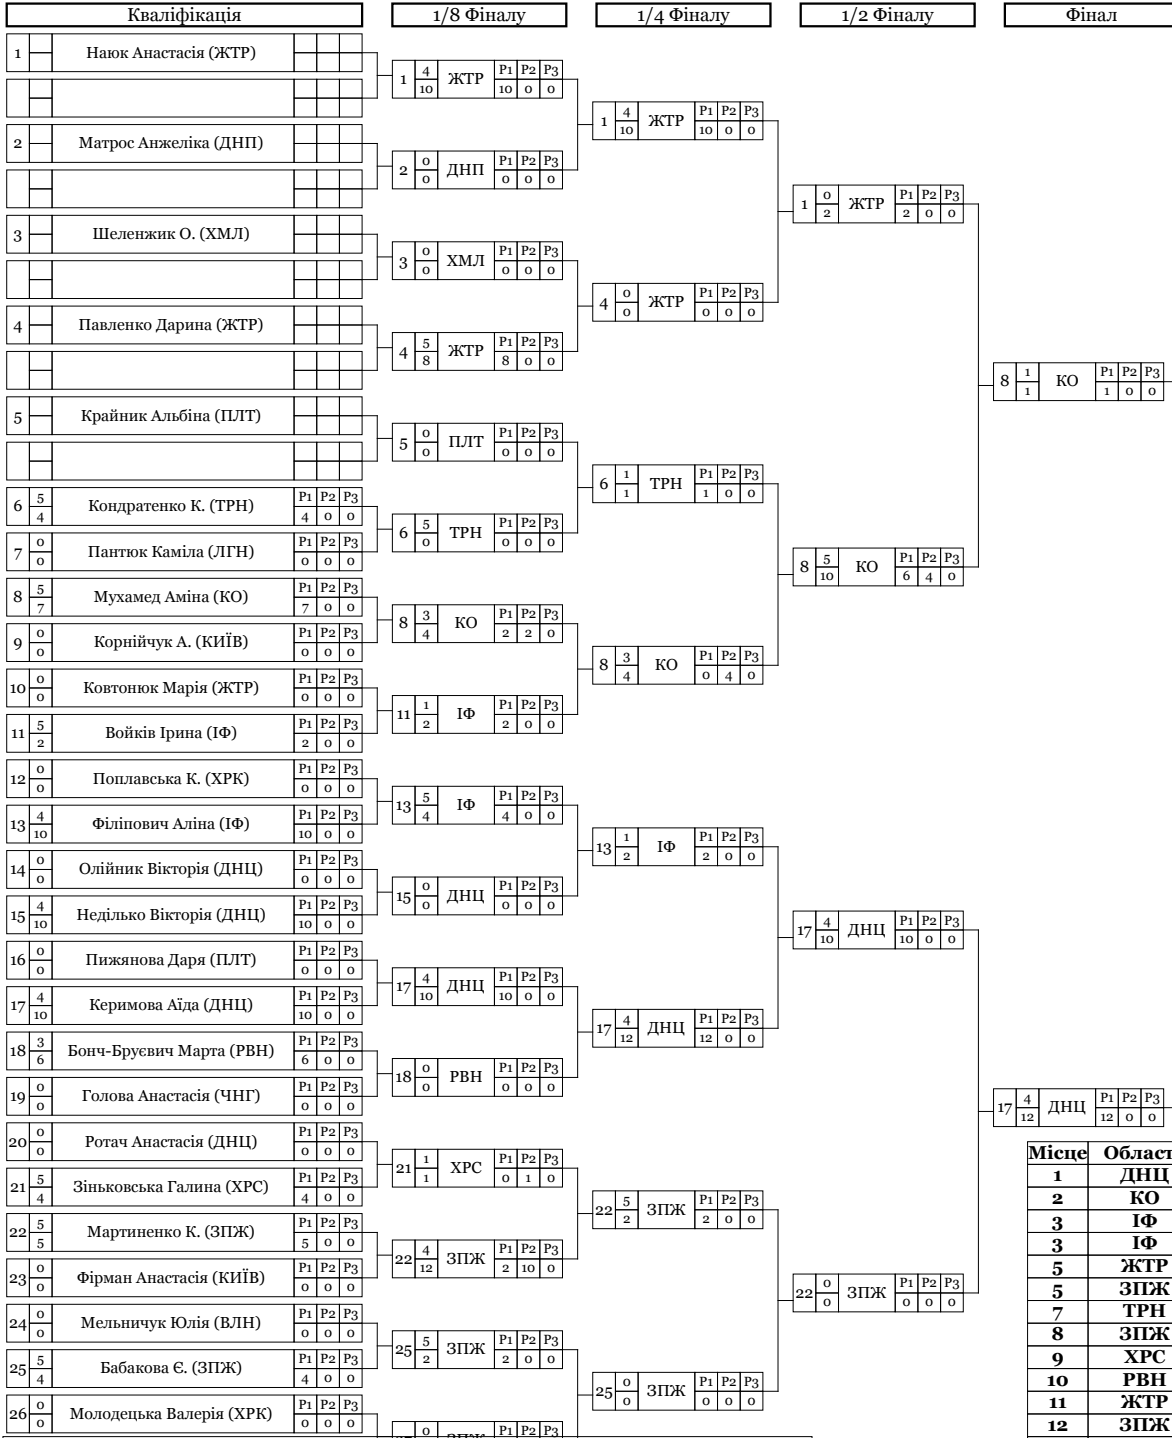 Кваліфікація 1/8 Фіналу 1/4 Фіналу 1/2 Фіналу Фінал
1 Наюк Анастасія (ЖТР)
2 Матрос Анжеліка (ДНП)
3 Шеленжик О. (ХМЛ)
4 Павленко Дарина (ЖТР)
5 Крайник Альбіна (ПЛТ)
6 5 4 Кондратенко К. (ТРН) P1 P2 P3 4 0 0
7 0 0 Пантюк Каміла (ЛГН) P1 P2 P3 0 0 0
8 5 7 Мухамед Аміна (КО) P1 P2 P3 7 0 0
9 0 0 Корнійчук А. (КИЇВ) P1 P2 P3 0 0 0
10 0 0 Ковтонюк Марія (ЖТР) P1 P2 P3 0 0 0
11 5 2 Войків Ірина (ІФ) P1 P2 P3 2 0 0
12 0 0 Поплавська К. (ХРК) P1 P2 P3 0 0 0
13 4 10 Філіпович Аліна (ІФ) P1 P2 P3 10 0 0
14 0 0 Олійник Вікторія (ДНЦ) P1 P2 P3 0 0 0
15 4 10 Неділько Вікторія (ДНЦ) P1 P2 P3 10 0 0
16 0 0 Пижянова Даря (ПЛТ) P1 P2 P3 0 0 0
17 4 10 Керимова Аїда (ДНЦ) P1 P2 P3 10 0 0
18 3 6 Бонч-Бруєвич Марта (РВН) P1 P2 P3 6 0 0
19 0 0 Голова Анастасія (ЧНГ) P1 P2 P3 0 0 0
20 0 0 Ротач Анастасія (ДНЦ) P1 P2 P3 0 0 0
21 5 4 Зіньковська Галина (ХРС) P1 P2 P3 4 0 0
22 5 5 Мартиненко К. (ЗПЖ) P1 P2 P3 5 0 0
23 0 0 Фірман Анастасія (КИЇВ) P1 P2 P3 0 0 0
24 0 0 Мельничук Юлія (ВЛН) P1 P2 P3 0 0 0
25 5 4 Бабакова Є. (ЗПЖ) P1 P2 P3 4 0 0
26 0 0 Молодецька Валерія (ХРК) P1 P2 P3 0 0 0
1 4 10 ЖТР P1 P2 P3 10 0 0
2 0 0 ДНП P1 P2 P3 0 0 0
3 0 0 ХМЛ P1 P2 P3 0 0 0
4 5 8 ЖТР P1 P2 P3 8 0 0
5 0 0 ПЛТ P1 P2 P3 0 0 0
6 5 0 ТРН P1 P2 P3 0 0 0
8 3 4 КО P1 P2 P3 2 2 0
11 1 2 ІФ P1 P2 P3 2 0 0
13 5 4 ІФ P1 P2 P3 4 0 0
15 0 0 ДНЦ P1 P2 P3 0 0 0
17 4 10 ДНЦ P1 P2 P3 10 0 0
18 0 0 РВН P1 P2 P3 0 0 0
21 1 1 ХРС P1 P2 P3 0 1 0
22 4 12 ЗПЖ P1 P2 P3 2 10 0
25 5 2 ЗПЖ P1 P2 P3 2 0 0
0 P1 P2 P3
1 4 10 ЖТР P1 P2 P3 10 0 0
4 0 0 ЖТР P1 P2 P3 0 0 0
6 1 1 ТРН P1 P2 P3 1 0 0
8 3 4 КО P1 P2 P3 0 4 0
13 1 2 ІФ P1 P2 P3 2 0 0
17 4 12 ДНЦ P1 P2 P3 12 0 0
22 5 2 ЗПЖ P1 P2 P3 2 0 0
25 0 0 ЗПЖ P1 P2 P3 0 0 0
1 0 2 ЖТР P1 P2 P3 2 0 0
8 5 10 КО P1 P2 P3 6 4 0
17 4 10 ДНЦ P1 P2 P3 10 0 0
22 0 0 ЗПЖ P1 P2 P3 0 0 0
8 1 1 КО P1 P2 P3 1 0 0
17 4 12 ДНЦ P1 P2 P3 12 0 0
Місце Област
1 ДНЦ
2 КО
3 ІФ
3 ІФ
5 ЖТР
5 ЗПЖ
7 ТРН
8 ЗПЖ
9 ХРС
10 РВН
11 ЖТР
12 ЗПЖ